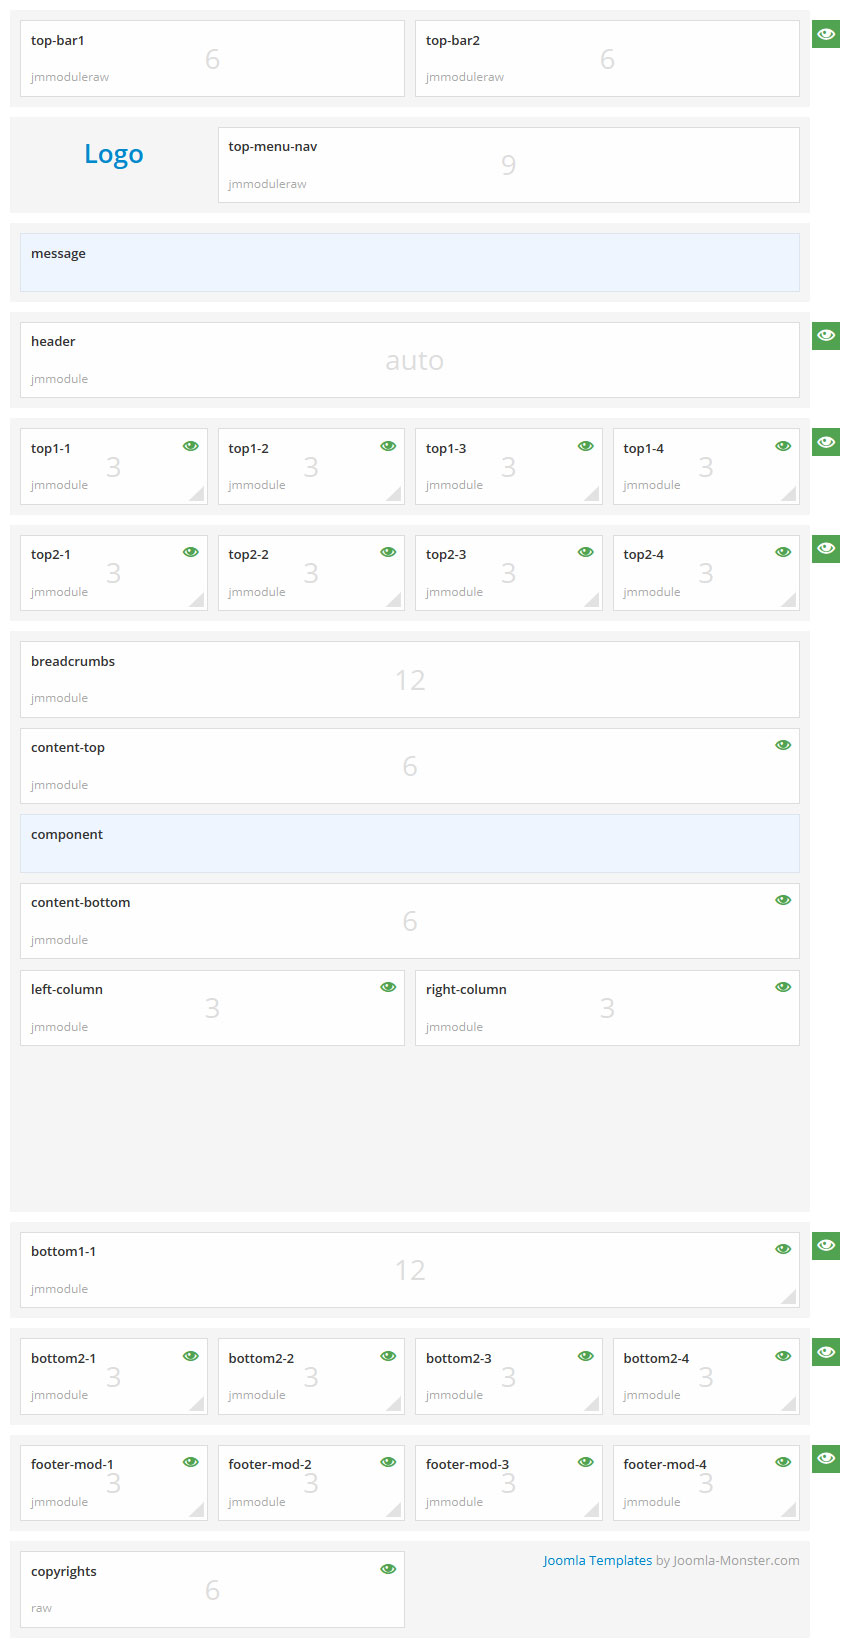 top-bar1
6
jmmoduleraw
top-bar2
6
jmmoduleraw
Logo
top-menu-nav
9
jmmoduleraw
message
header
auto
jmmodule
top1-1
3
jmmodule
top1-2
3
jmmodule
top1-3
3
jmmodule
top1-4
3
jmmodule
top2-1
3
jmmodule
top2-2
3
jmmodule
top2-3
3
jmmodule
top2-4
3
jmmodule
breadcrumbs
12
jmmodule
content-top
6
jmmodule
component
content-bottom
6
jmmodule
left-column
3
jmmodule
right-column
3
jmmodule
bottom1-1
12
jmmodule
bottom2-1
3
jmmodule
bottom2-2
3
jmmodule
bottom2-3
3
jmmodule
bottom2-4
3
jmmodule
footer-mod-1
3
jmmodule
footer-mod-2
3
jmmodule
footer-mod-3
3
jmmodule
footer-mod-4
3
jmmodule
copyrights
6
raw
Joomla Templates by Joomla-Monster.com